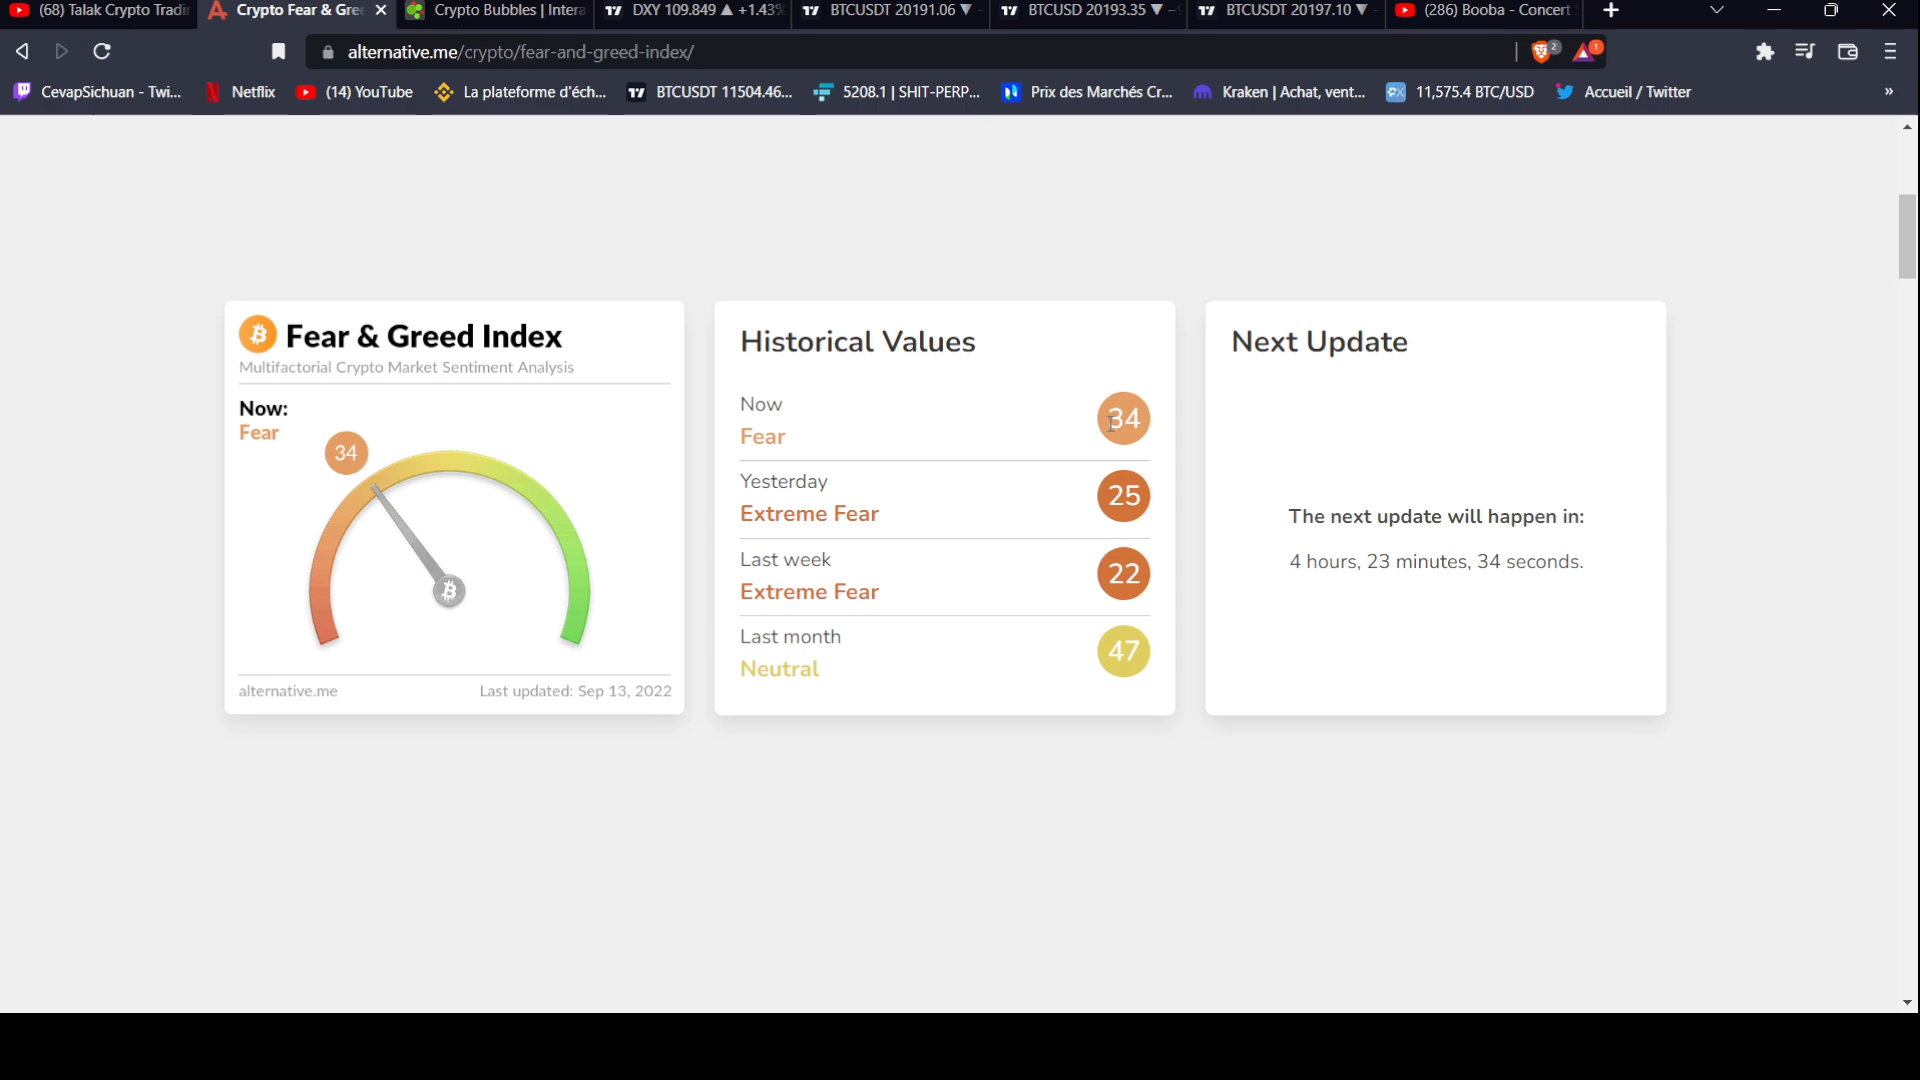 (68) Talak Crypto Tradin
Crypto Fear & Gre
Crypto Bubbles | Intera
DXY 109.849 ▲ +1.43%
BTCUSDT 20191.06 ▼ -
BTCUSD 20193.35 ▼ -
BTCUSDT 20197.10 ▼ -
(286) Booba - Concert
alternative.me/crypto/fear-and-greed-index/
2
1
CevapSichuan - Twi...
Netflix
(14) YouTube
La plateforme d'éch...
BTCUSDT 11504.46...
5208.1 | SHIT-PERP...
Prix des Marchés Cr...
Kraken | Achat, vent...
11,575.4 BTC/USD
Accueil / Twitter
»
Fear & Greed Index
Multifactorial Crypto Market Sentiment Analysis
Now:
Fear
34
alternative.me
Last updated: Sep 13, 2022
Historical Values
Now
Fear
34
Yesterday
Extreme Fear
25
Last week
Extreme Fear
22
Last month
Neutral
47
Next Update
The next update will happen in:
4 hours, 23 minutes, 34 seconds.